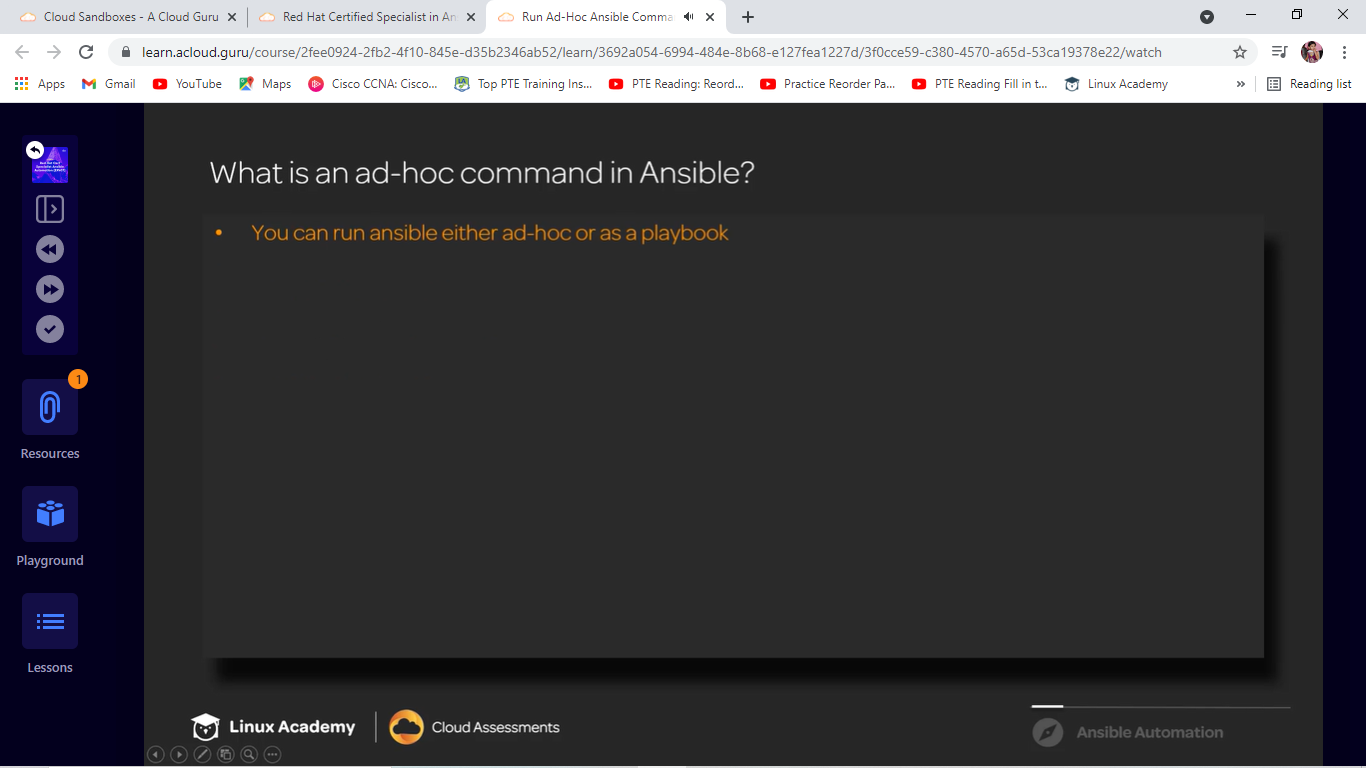 Cloud Sandboxes - A Cloud Guru
Red Hat Certified Specialist in An
Run Ad-Hoc Ansible Comma
learn.acloud.guru/course/2fee0924-2fb2-4f10-845e-d35b2346ab52/learn/3692a054-6994-484e-8b68-e127fea1227d/3f0cce59-c380-4570-a65d-53ca19378e22/watch
Apps
Gmail
YouTube
Maps
Cisco CCNA: Cisco...
Top PTE Training Ins...
PTE Reading: Reord...
Practice Reorder Pa...
PTE Reading Fill in t...
Linux Academy
»
Reading list
What is an ad-hoc command in Ansible?
• You can run ansible either ad-hoc or as a playbook
1
Resources
Playground
Lessons
Linux Academy
Cloud Assessments
Ansible Automation